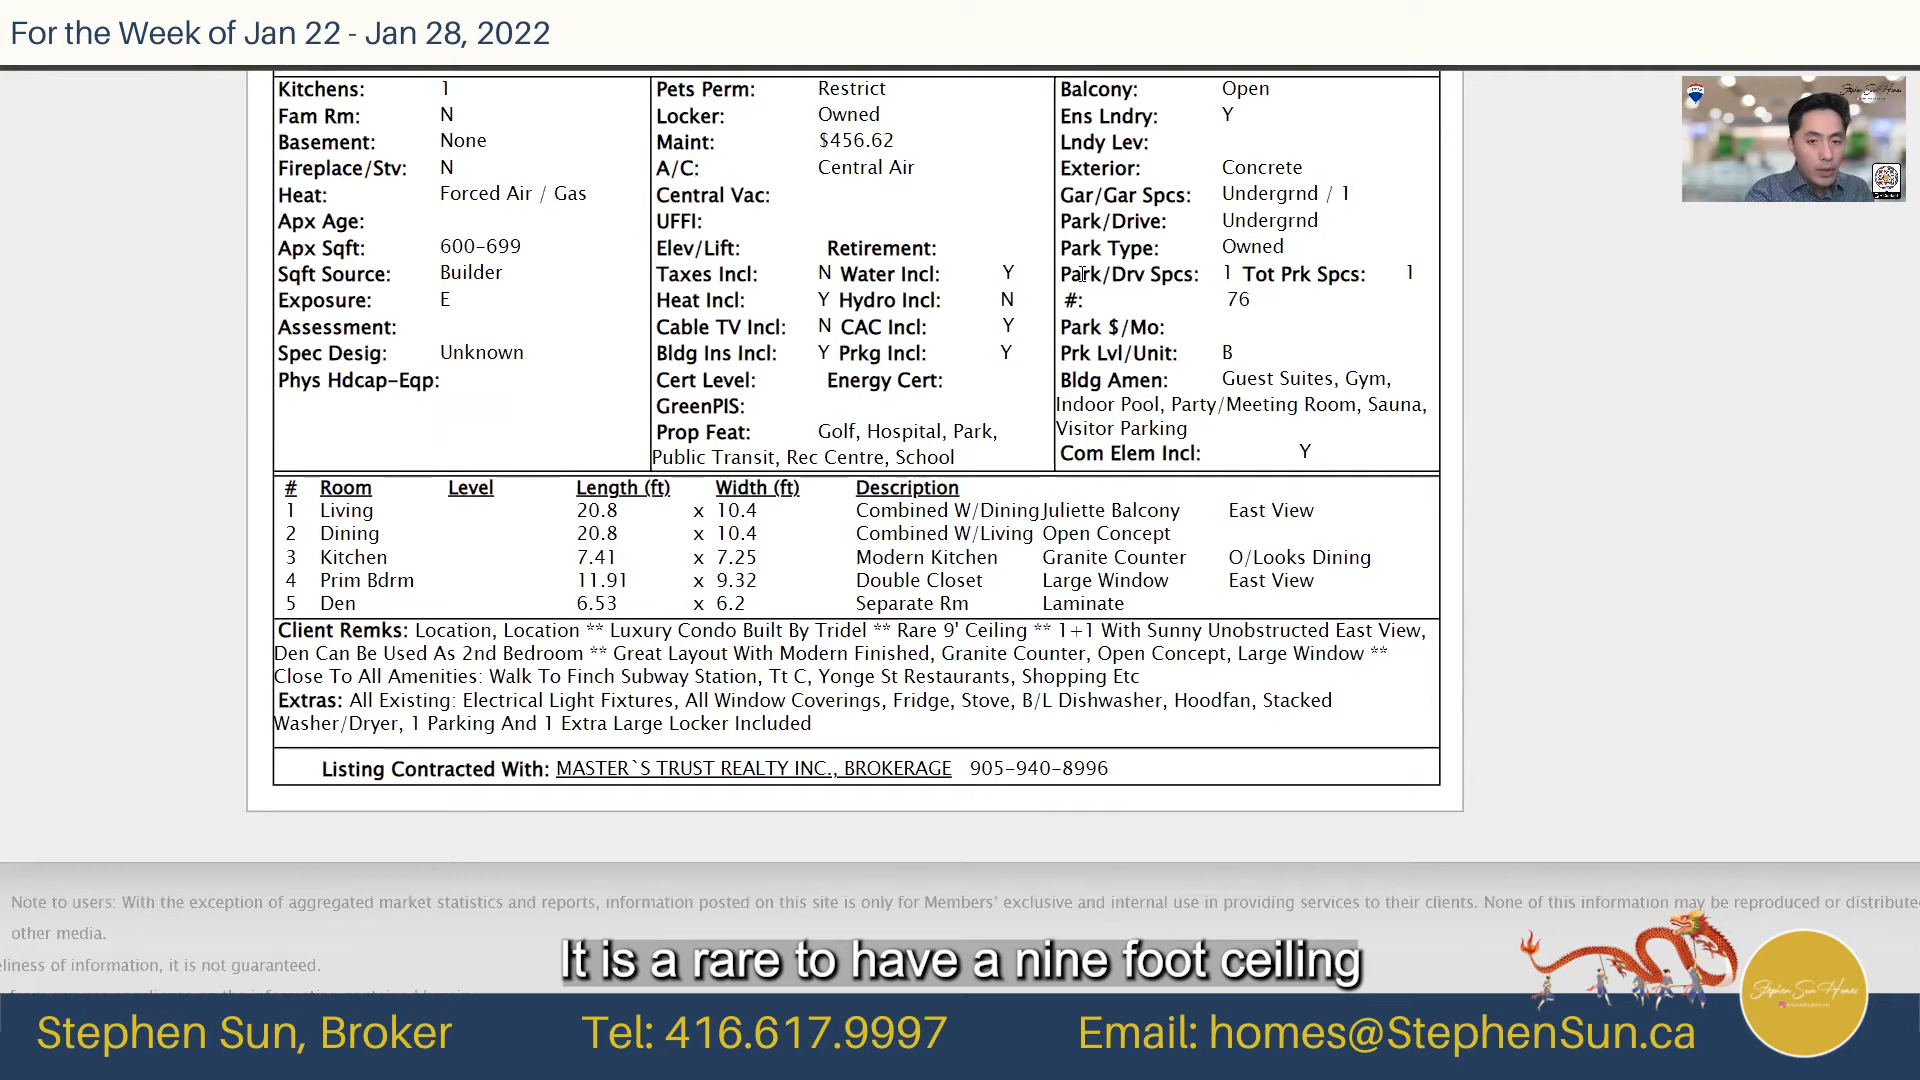 For the Week of Jan 22 - Jan 28, 2022
Kitchens: 1 Pets Perm: Restrict Balcony: Open
Fam Rm: N Locker: Owned Ens Lndry: Y
Basement: None Maint: $456.62 Lndy Lev:
Fireplace/Stv: N A/C: Central Air Exterior: Concrete
Heat: Forced Air / Gas Central Vac: Gar/Gar Spcs: Undergrnd / 1
Apx Age: UFFI: Park/Drive: Undergrnd
Apx Sqft: 600-699 Elev/Lift: Retirement: Park Type: Owned
Sqft Source: Builder Taxes Incl: N Water Incl: Y Park/Drv Spcs: 1 Tot Prk Spcs: 1
Exposure: E Heat Incl: Y Hydro Incl: N #: 76
Assessment: Cable TV Incl: N CAC Incl: Y Park $/Mo:
Spec Desig: Unknown Bldg Ins Incl: Y Prkg Incl: Y Prk Lvl/Unit: B
Phys Hdcap-Eqp: Cert Level: Energy Cert: Bldg Amen: Guest Suites, Gym,
GreenPIS: Indoor Pool, Party/Meeting Room, Sauna,
Prop Feat: Golf, Hospital, Park, Visitor Parking
Public Transit, Rec Centre, School Com Elem Incl: Y
# Room Level Length (ft) Width (ft) Description
1 Living 20.8 x 10.4 Combined W/Dining Juliette Balcony East View
2 Dining 20.8 x 10.4 Combined W/Living Open Concept
3 Kitchen 7.41 x 7.25 Modern Kitchen Granite Counter O/Looks Dining
4 Prim Bdrm 11.91 x 9.32 Double Closet Large Window East View
5 Den 6.53 x 6.2 Separate Rm Laminate
Client Remks: Location, Location ** Luxury Condo Built By Tridel ** Rare 9' Ceiling ** 1+1 With Sunny Unobstructed East View,
Den Can Be Used As 2nd Bedroom ** Great Layout With Modern Finished, Granite Counter, Open Concept, Large Window **
Close To All Amenities: Walk To Finch Subway Station, Tt C, Yonge St Restaurants, Shopping Etc
Extras: All Existing: Electrical Light Fixtures, All Window Coverings, Fridge, Stove, B/L Dishwasher, Hoodfan, Stacked
Washer/Dryer, 1 Parking And 1 Extra Large Locker Included
Listing Contracted With: MASTER`S TRUST REALTY INC., BROKERAGE 905-940-8996
Note to users: With the exception of aggregated market statistics and reports, information posted on this site is only for Members' exclusive and internal use in providing services to their clients. None of this information may be reproduced or distribute
other media.
eliness of information, it is not guaranteed.
It is a rare to have a nine foot ceiling
Stephen Sun Homes
Stephen Sun, Broker Tel: 416.617.9997 Email: homes@StephenSun.ca